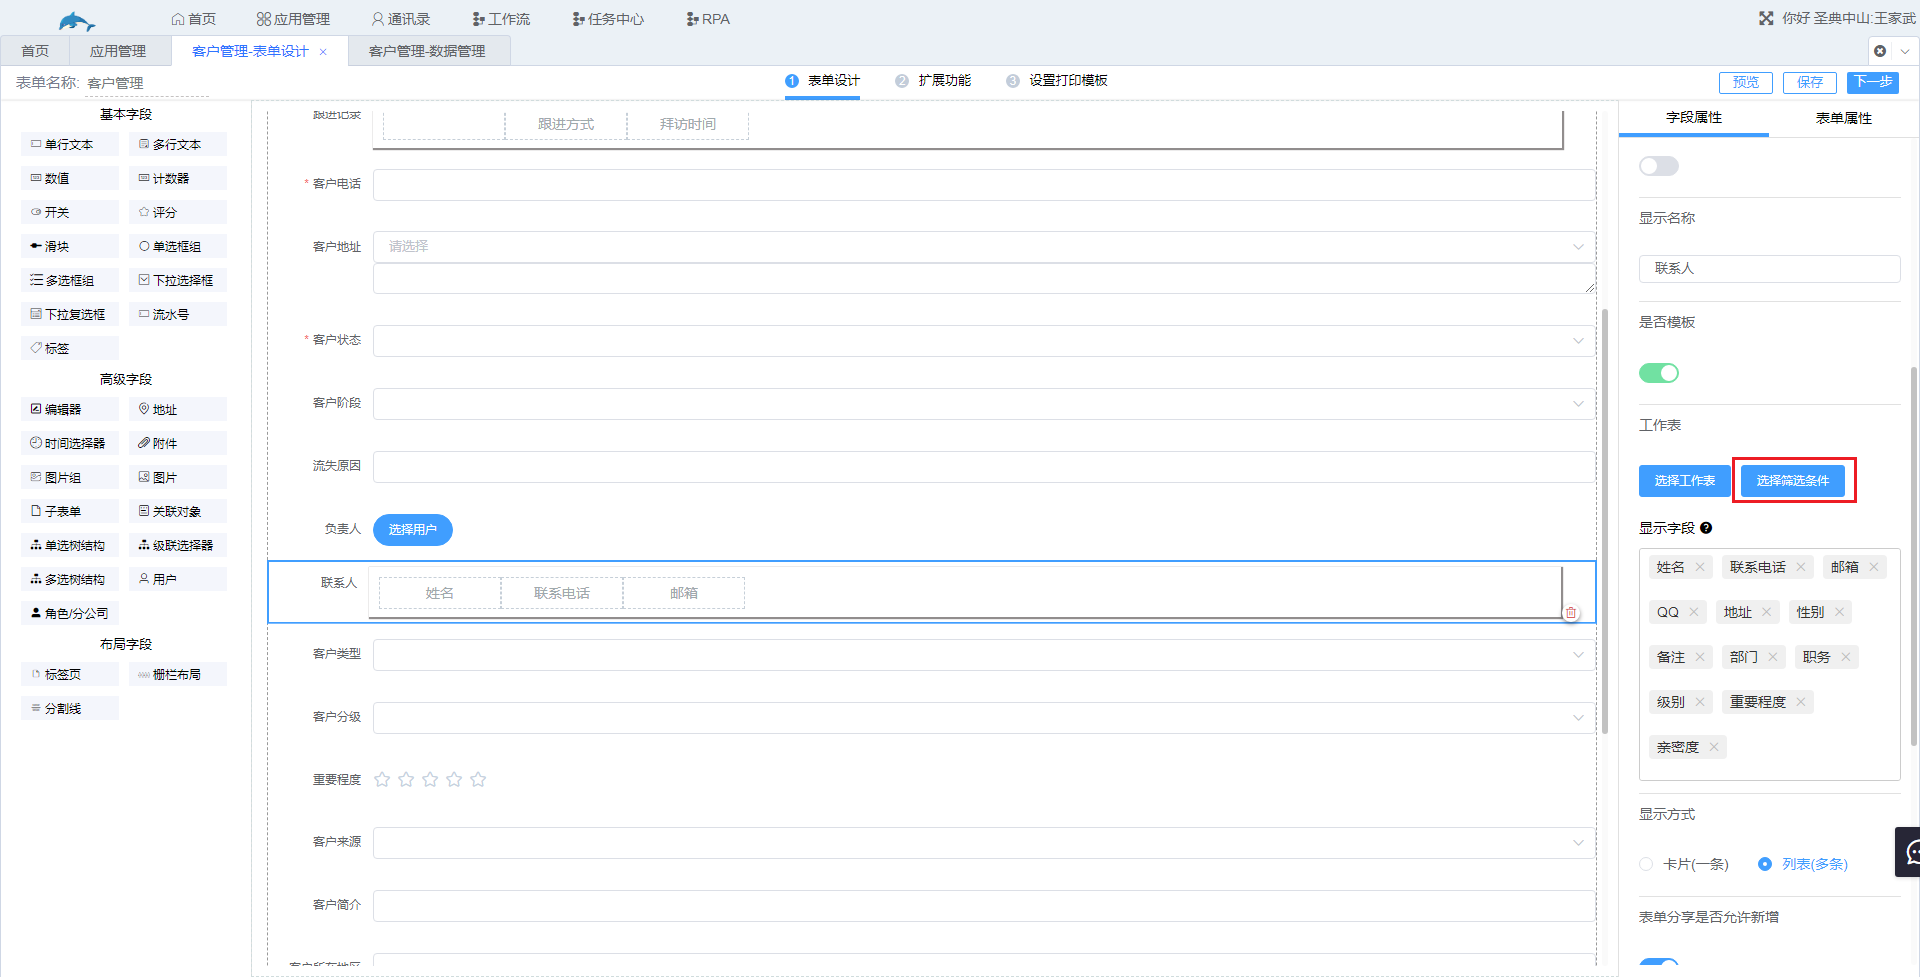 首页 应用管理 通讯录 工作流 任务中心 RPA 你好 圣典中山:王家武
首页 应用管理 客户管理-表单设计 × 客户管理-数据管理
表单名称: 客户管理 1 表单设计 2 扩展功能 3 设置打印模板 预览 保存 下一步
基本字段
单行文本 多行文本
数值 计数器
开关 评分
滑块 单选框组
多选框组 下拉选择框
下拉复选框 流水号
标签
高级字段
编辑器 地址
时间选择器 附件
图片组 图片
子表单 关联对象
单选树结构 级联选择器
多选树结构 用户
角色/分公司
布局字段
标签页 栅栏布局
分割线
跟进记录 跟进方式 拜访时间
* 客户电话
客户地址 请选择
* 客户状态
客户阶段
流失原因
负责人 选择用户
联系人 姓名 联系电话 邮箱
客户类型
客户分级
重要程度
客户来源
客户简介
客户所在地区
字段属性 表单属性
显示名称
联系人
是否模板
工作表
选择工作表 选择筛选条件
显示字段 ?
姓名 × 联系电话 × 邮箱 ×
QQ × 地址 × 性别 ×
备注 × 部门 × 职务 ×
级别 × 重要程度 ×
亲密度 ×
显示方式
卡片(一条) 列表(多条)
表单分享是否允许新增